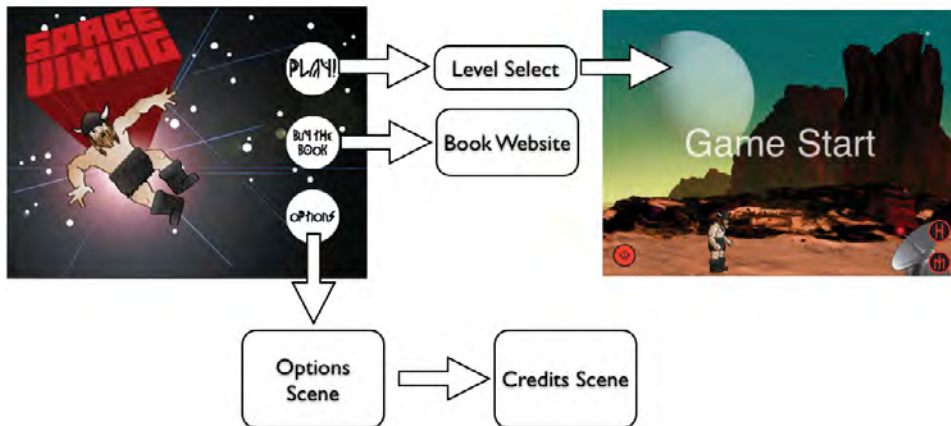 SPACE
VIKING
PLAY!
BUY THE
BOOK
OPTIONS
Level Select
Book Website
Game Start
Options
Scene
Credits Scene